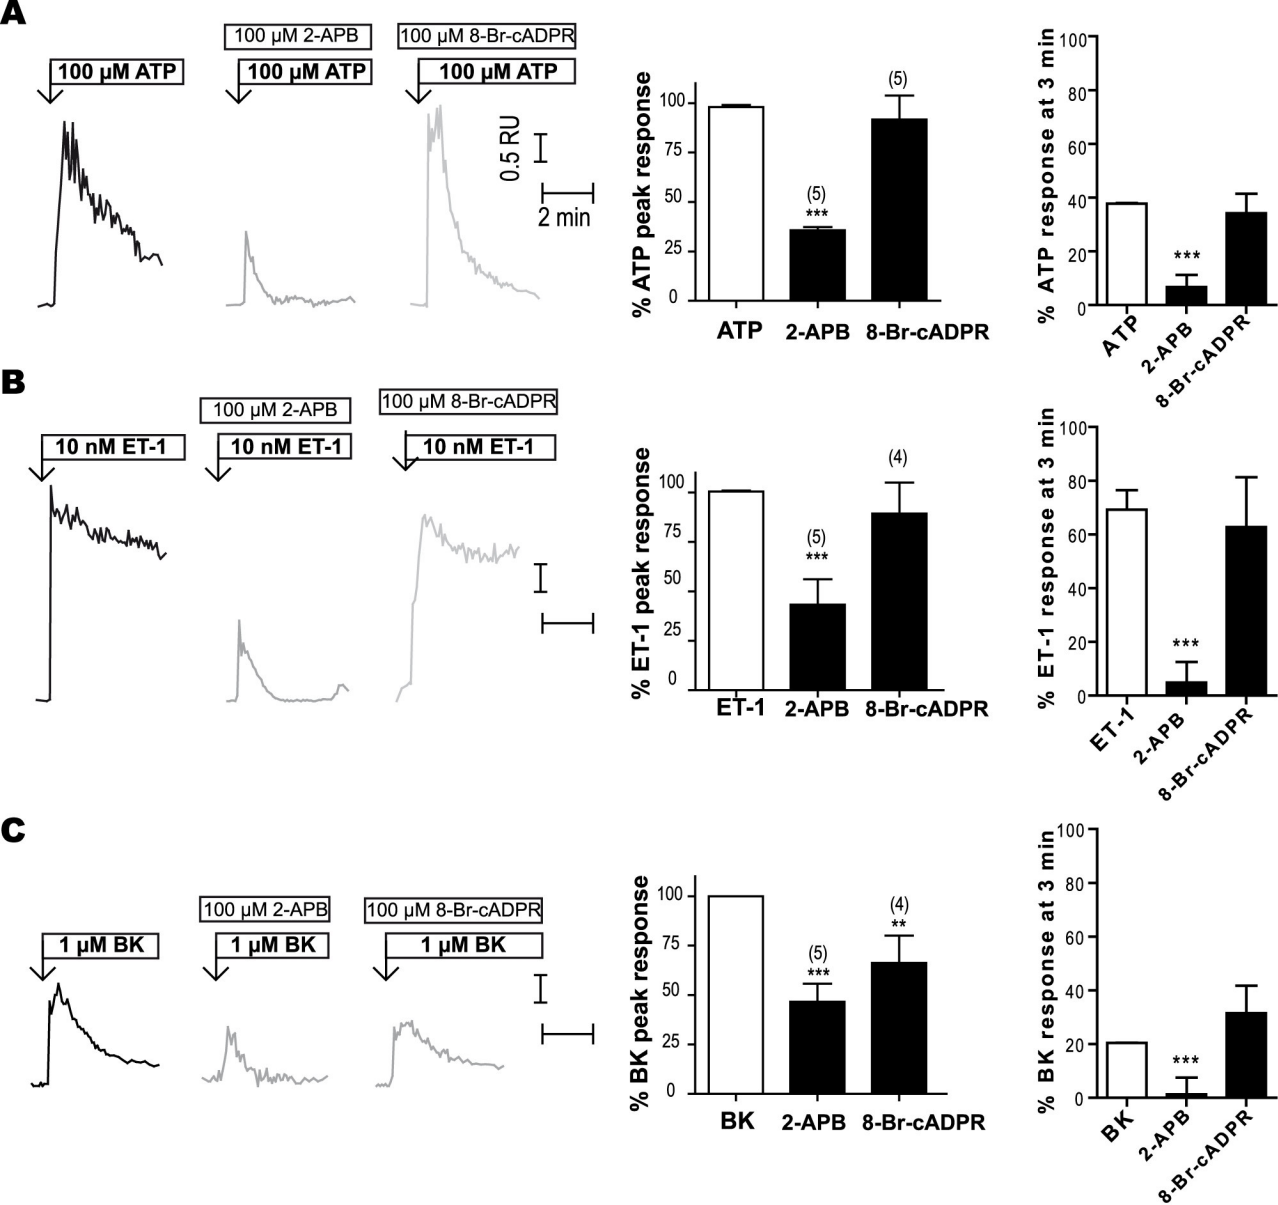 A
100 µM 2-APB
100 µM 8-Br-cADPR
100 µM ATP
100 µM ATP
100 µM ATP
0.5 RU
2 min
% ATP peak response
100
75
50
25
0
(5)
***
(5)
ATP
2-APB
8-Br-cADPR
% ATP response at 3 min
100
80
60
40
20
0
***
ATP
2-APB
8-Br-cADPR
B
100 µM 2-APB
100 µM 8-Br-cADPR
10 nM ET-1
10 nM ET-1
10 nM ET-1
% ET-1 peak response
100
75
50
25
0
(5)
***
(4)
ET-1
2-APB
8-Br-cADPR
% ET-1 response at 3 min
100
80
60
40
20
0
***
ET-1
2-APB
8-Br-cADPR
C
100 µM 2-APB
100 µM 8-Br-cADPR
1 µM BK
1 µM BK
1 µM BK
% BK peak response
100
75
50
25
0
(5)
***
(4)
**
BK
2-APB
8-Br-cADPR
% BK response at 3 min
100
80
60
40
20
0
***
BK
2-APB
8-Br-cADPR